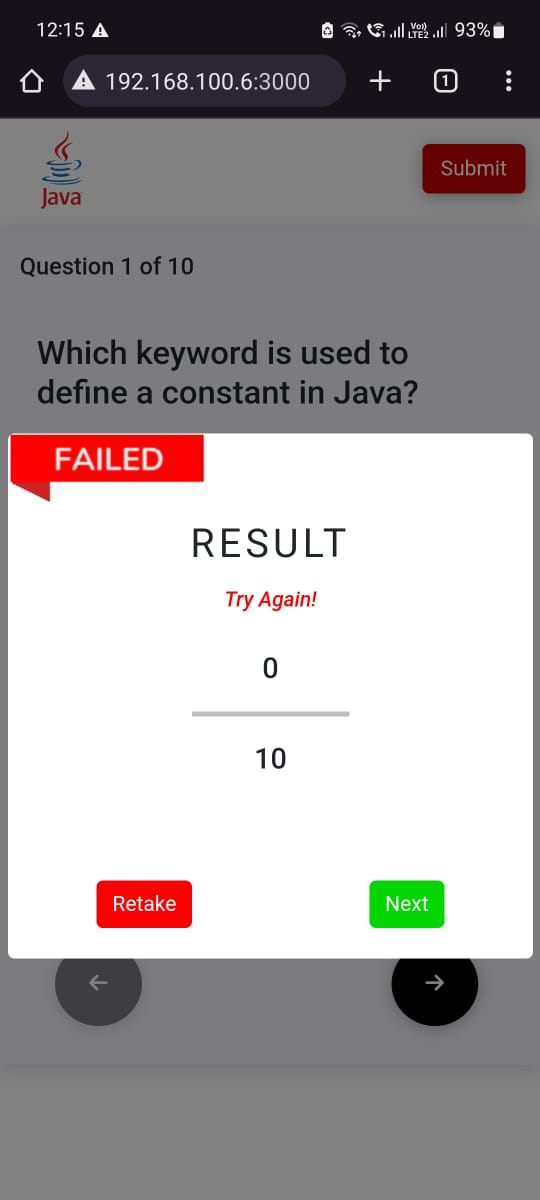 12:15
Vo))
LTE2
93%
192.168.100.6:3000
1
Java
Submit
Question 1 of 10
Which keyword is used to
define a constant in Java?
FAILED
RESULT
Try Again!
0
10
Retake
Next